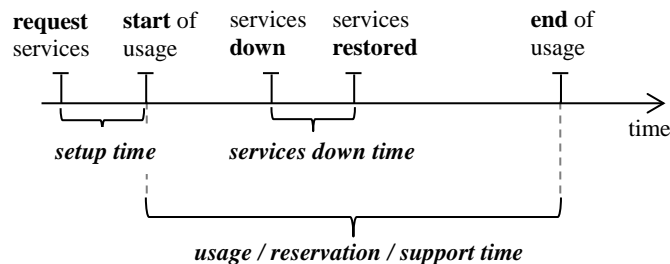 request
services
start of
usage
services
down
services
restored
end of
usage
time
setup time
services down time
usage / reservation / support time